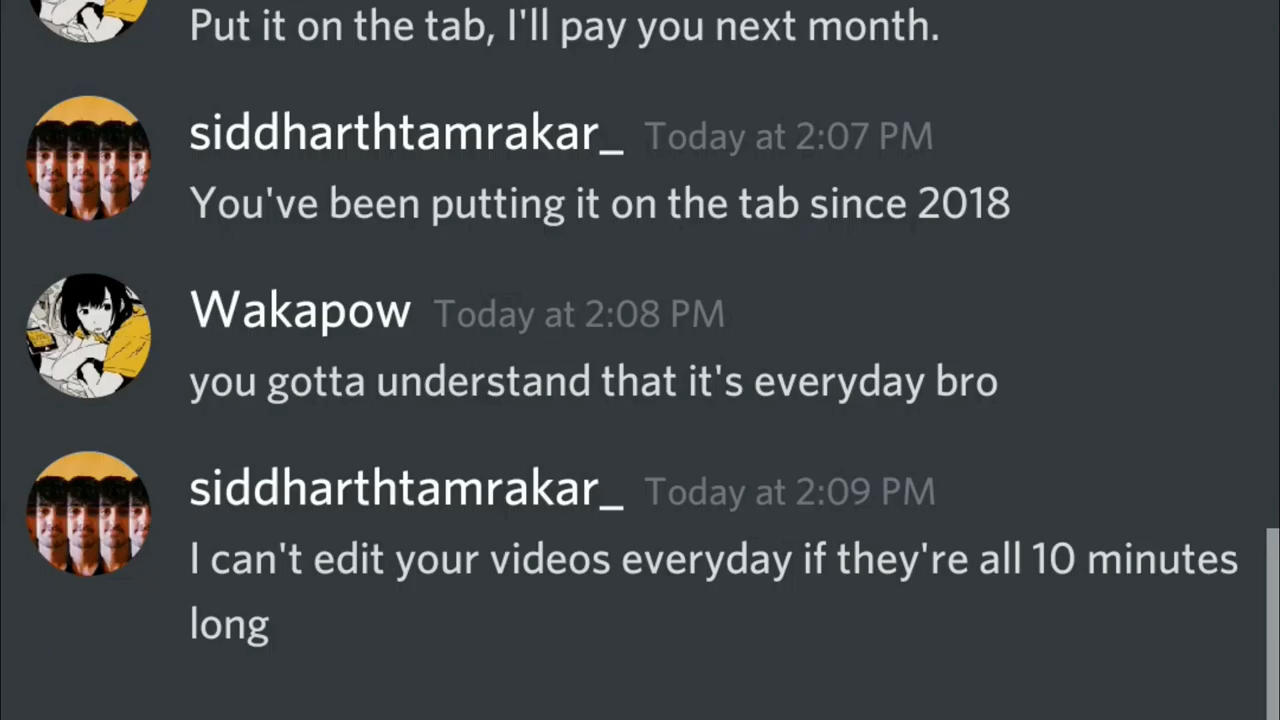 Put it on the tab, I'll pay you next month.
siddharthtamrakar_ Today at 2:07 PM
You've been putting it on the tab since 2018
Wakapow Today at 2:08 PM
you gotta understand that it's everyday bro
siddharthtamrakar_ Today at 2:09 PM
I can't edit your videos everyday if they're all 10 minutes
long